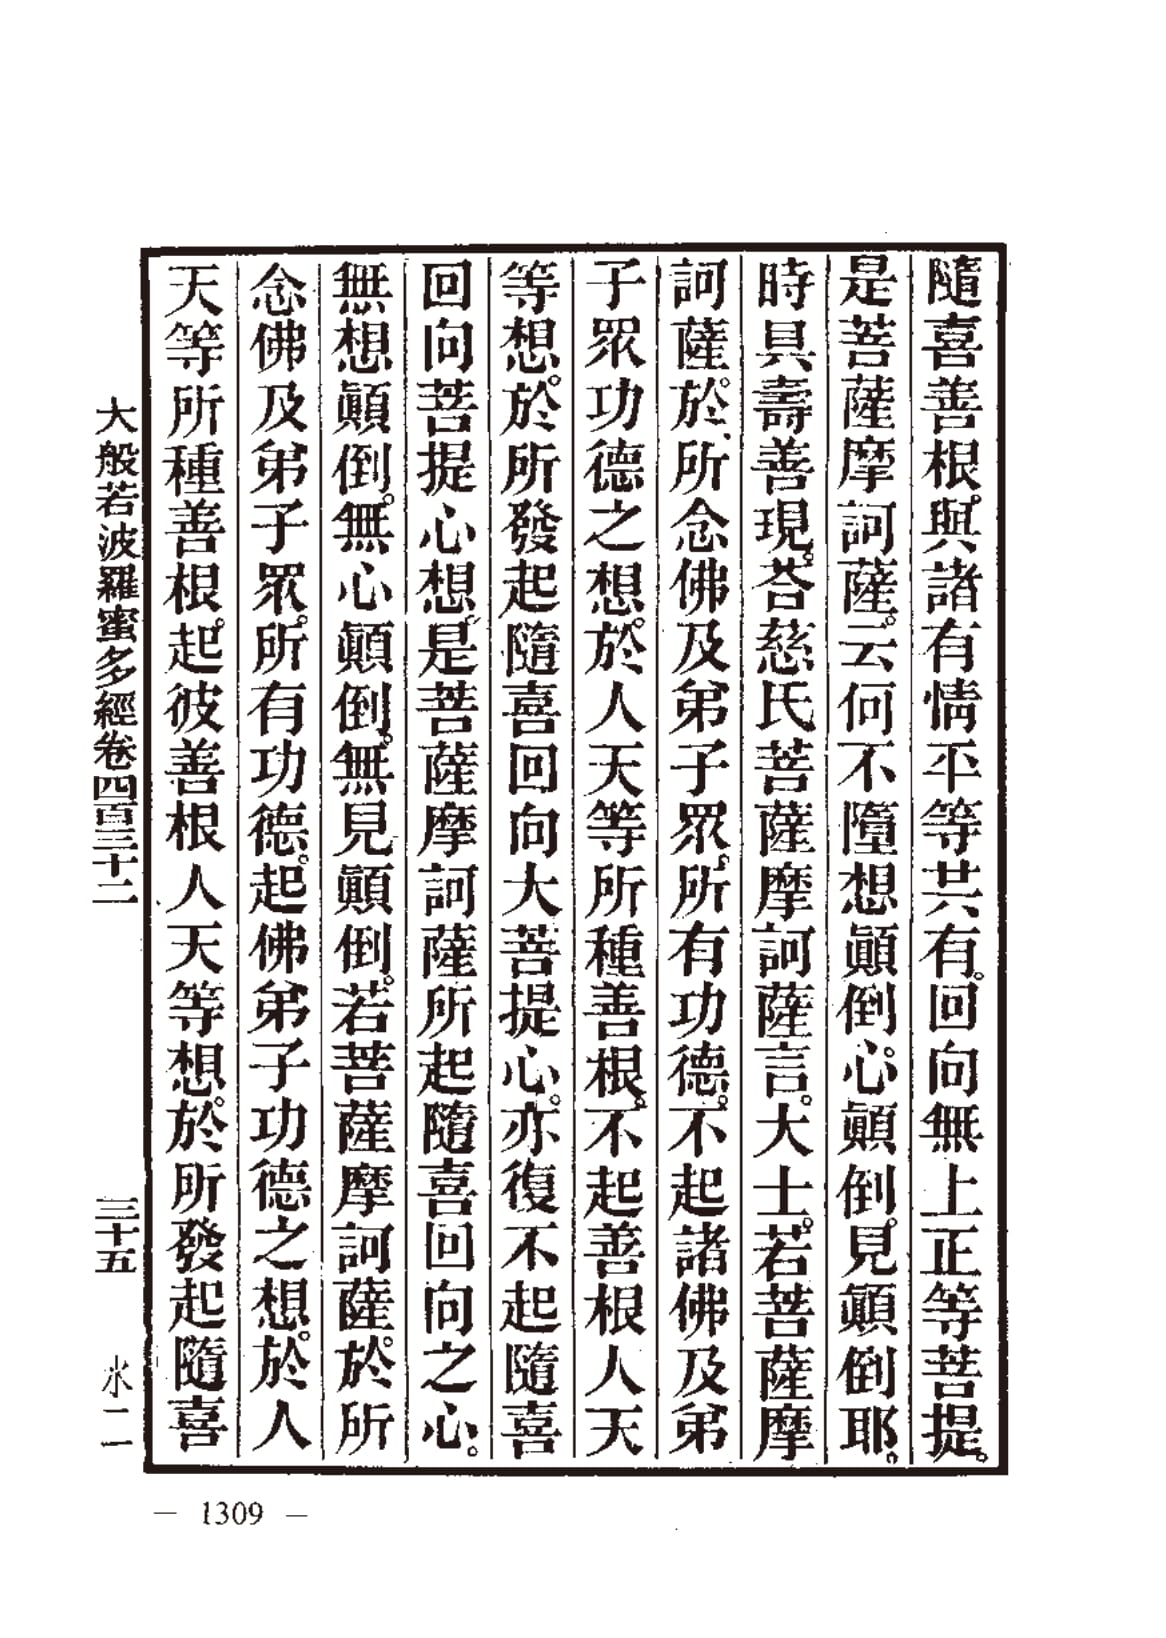 隨喜善根。與諸有情平等共有。回向無上正等菩提。
是菩薩摩訶薩。云何不墮想顚倒。心顚倒。見顚倒耶。
時具壽善現。荅慈氏菩薩摩訶薩言。大士。若菩薩摩
訶薩。於所念佛及弟子眾。所有功德。不起諸佛及弟
子眾功德之想。於人天等所種善根。不起善根人天
等想。於所發起隨喜回向大菩提心。亦復不起隨喜
回向菩提心想。是菩薩摩訶薩所起隨喜回向之心。
無想顚倒。無心顚倒。無見顚倒。若菩薩摩訶薩。於所
念佛及弟子眾。所有功德。起佛弟子功德之想。於人
天等所種善根。起彼善根人天等想。於所發起隨喜
大般若波羅蜜多經卷四百三十二 三十五 水二
— 1309 —